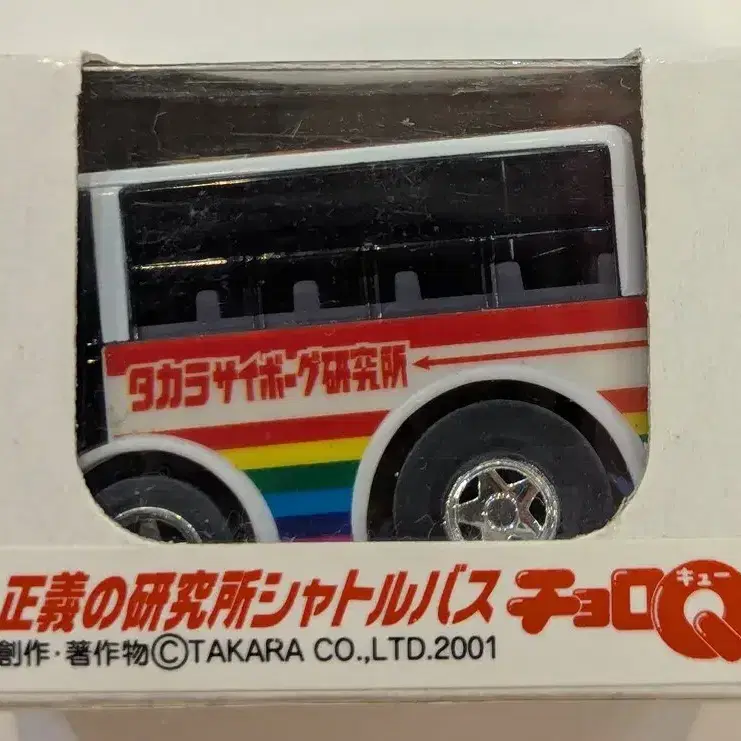 タカラサイボーグ研究所
正義の研究所シャトルバス チョロQ
キュー
創作・著作物©TAKARA CO.,LTD.2001